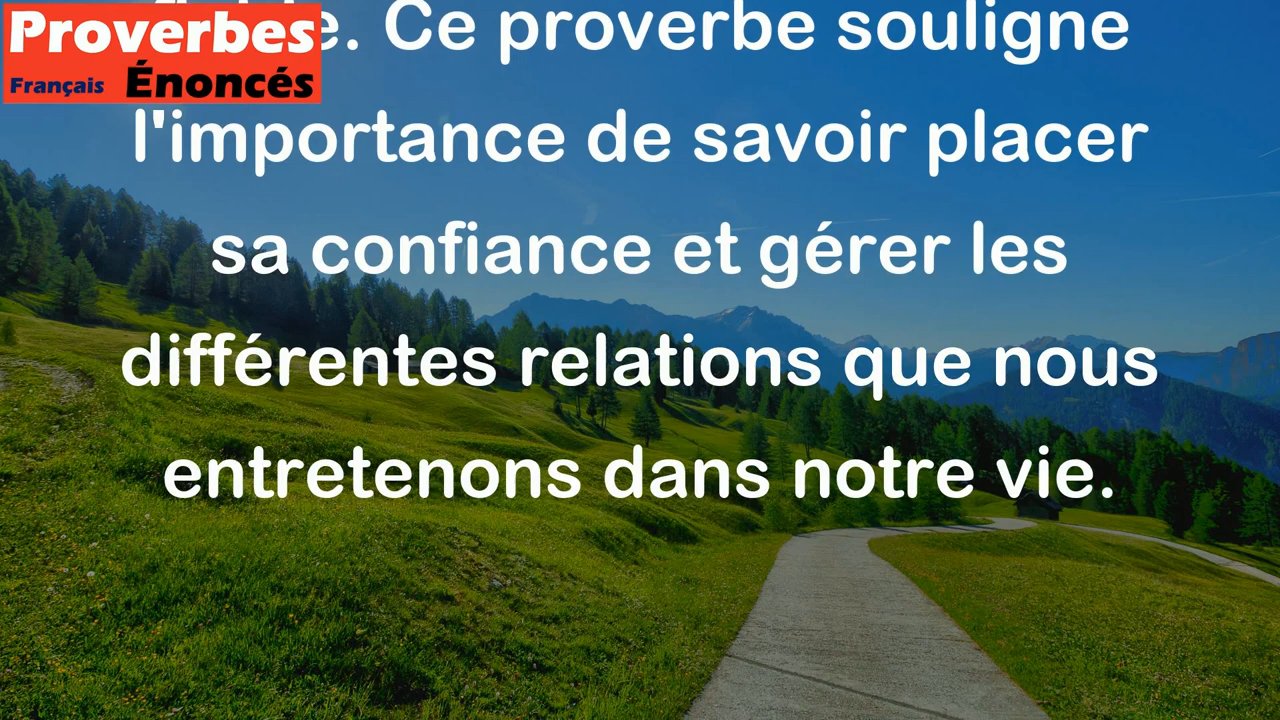 Proverbes
Français Énoncés
Ce proverbe souligne
l'importance de savoir placer
sa confiance et gérer les
différentes relations que nous
entretenons dans notre vie.